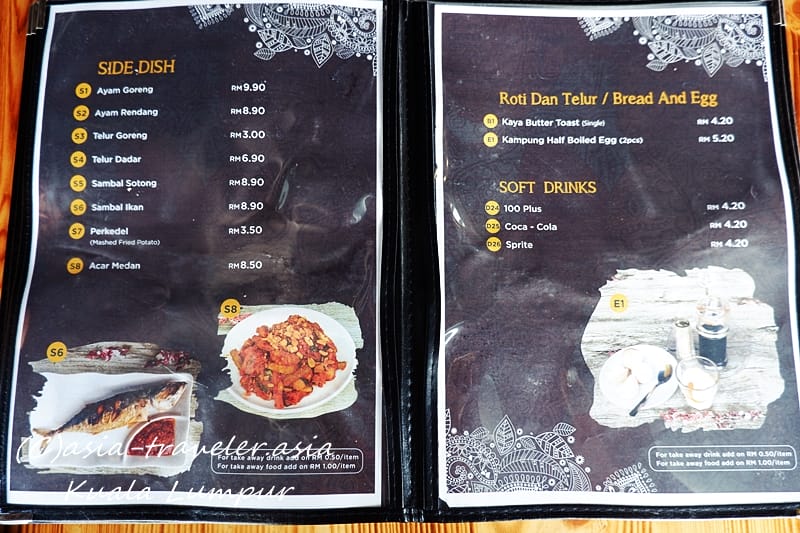 SIDE DISH
S1 Ayam Goreng RM 9.90
S2 Ayam Rendang RM 8.90
S3 Telur Goreng RM 3.00
S4 Telur Dadar RM 6.90
S5 Sambal Sotong RM 8.90
S6 Sambal Ikan RM 8.90
S7 Perkedel RM 3.50
(Mashed Fried Potato)
S8 Acar Medan RM 8.50
S8
S6
For take away drink add on RM 0.50/item
For take away food add on RM 1.00/item
(C)asia-traveler.asia
Kuala Lumpur
Roti Dan Telur / Bread And Egg
B1 Kaya Butter Toast (Single) RM 4.20
E1 Kampung Half Boiled Egg (2pcs) RM 5.20
SOFT DRINKS
D24 100 Plus RM 4.20
D25 Coca - Cola RM 4.20
D26 Sprite RM 4.20
E1
For take away drink add on RM 0.50/item
For take away food add on RM 1.00/item